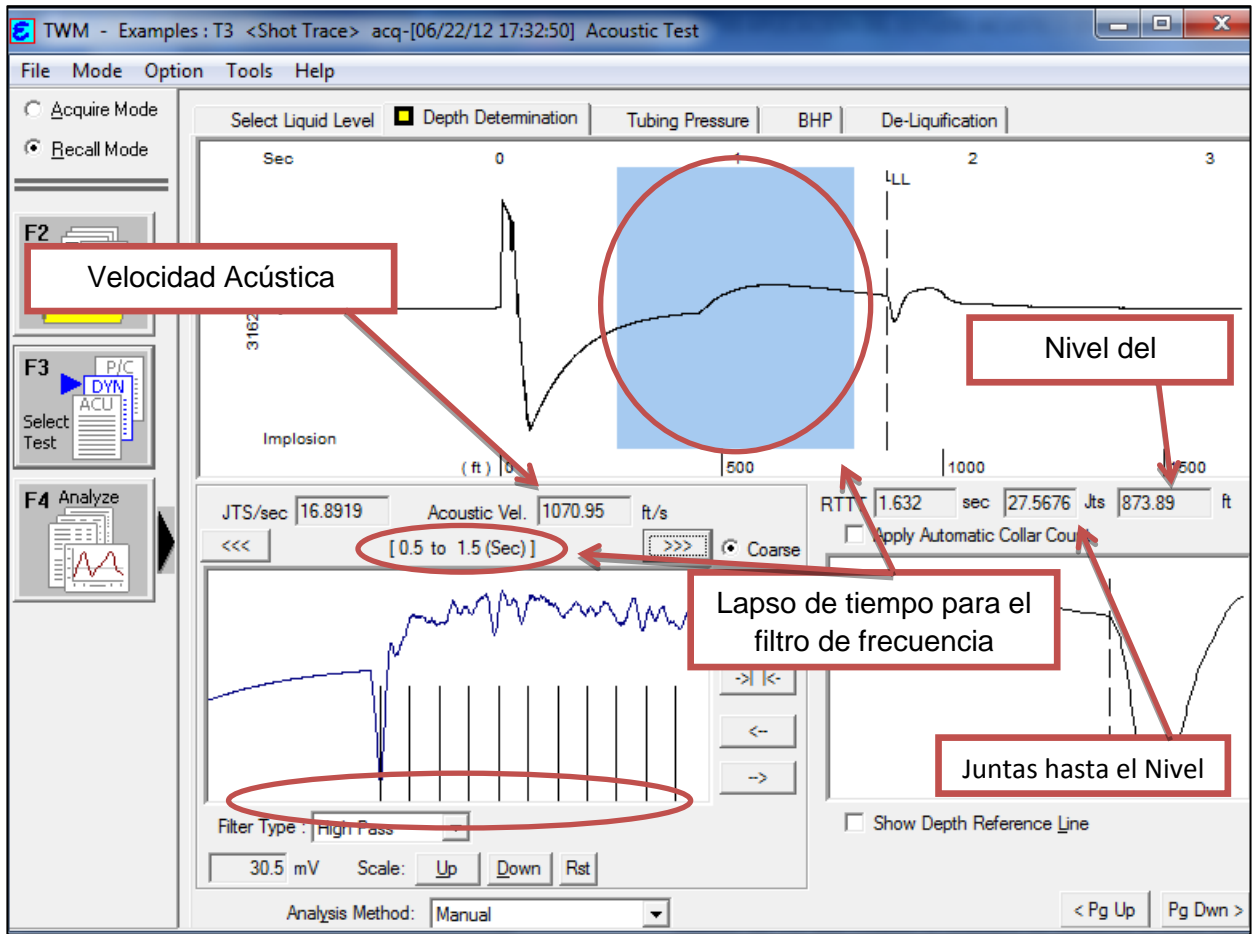 TWM - Examples : T3 <Shot Trace> acq-[06/22/12 17:32:50] Acoustic Test
File Mode Option Tools Help
Acquire Mode
Recall Mode
Select Liquid Level
Depth Determination
Tubing Pressure
BHP
De-Liquification
Sec 0 1 2 3
LL
F2
Velocidad Acústica
3162
Nivel del
F3
P/C
DYN
ACU
Select
Test
Implosion
( ft ) 0 500 1000 1500
F4 Analyze
JTS/sec 16.8919 Acoustic Vel. 1070.95 ft/s
RTTT 1.632 sec 27.5676 Jts 873.89 ft
<<< [ 0.5 to 1.5 (Sec) ] >>> Coarse
Apply Automatic Collar Count
Lapso de tiempo para el
filtro de frecuencia
->| |<-
<--
-->
Juntas hasta el Nivel
Filter Type : High Pass
Show Depth Reference Line
30.5 mV Scale: Up Down Rst
Analysis Method: Manual
< Pg Up Pg Dwn >